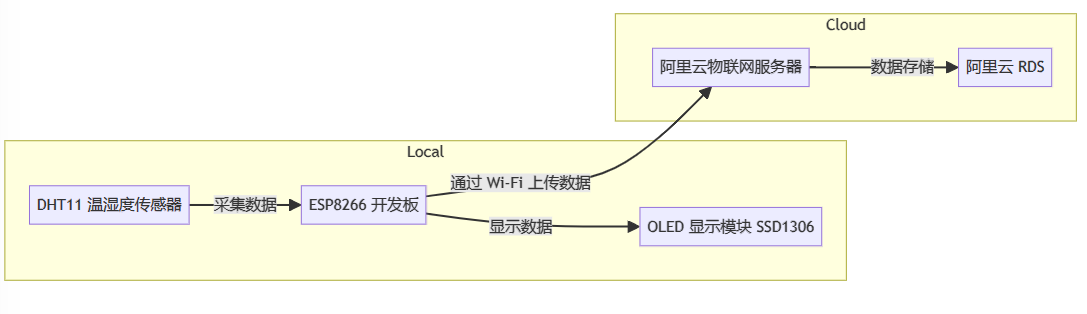 Cloud
阿里云物联网服务器
数据存储
阿里云 RDS
Local
通过 Wi-Fi 上传数据
DHT11 温湿度传感器
采集数据
ESP8266 开发板
显示数据
OLED 显示模块 SSD1306